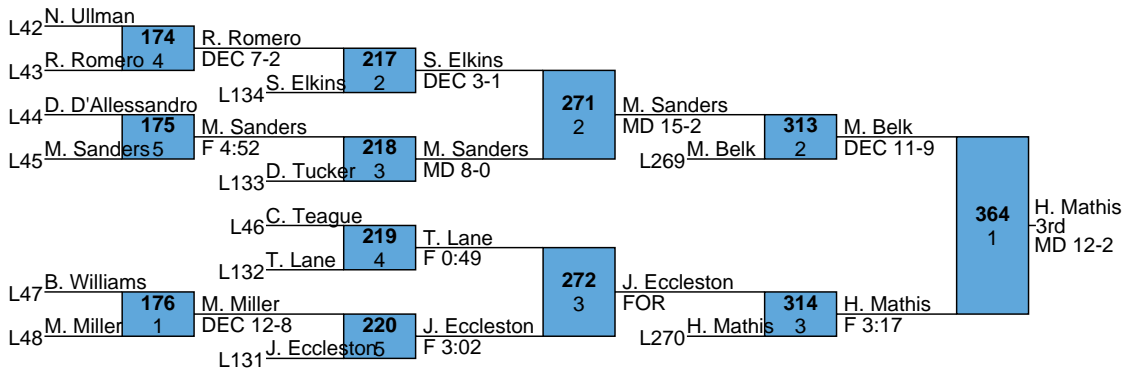 L42 N. Ullman
174
4
L43 R. Romero
R. Romero
DEC 7-2
217
2
L134 S. Elkins
S. Elkins
DEC 3-1
L44 D. D'Allessandro
175
5
L45 M. Sanders
M. Sanders
F 4:52
218
3
L133 D. Tucker
M. Sanders
MD 8-0
271
2
M. Sanders
MD 15-2
313
2
L269 M. Belk
M. Belk
DEC 11-9
L46 C. Teague
219
4
L132 T. Lane
T. Lane
F 0:49
L47 B. Williams
176
1
L48 M. Miller
M. Miller
DEC 12-8
220
5
L131 J. Eccleston
J. Eccleston
F 3:02
272
3
J. Eccleston
FOR
314
3
L270 H. Mathis
H. Mathis
F 3:17
364
1
H. Mathis
3rd
MD 12-2